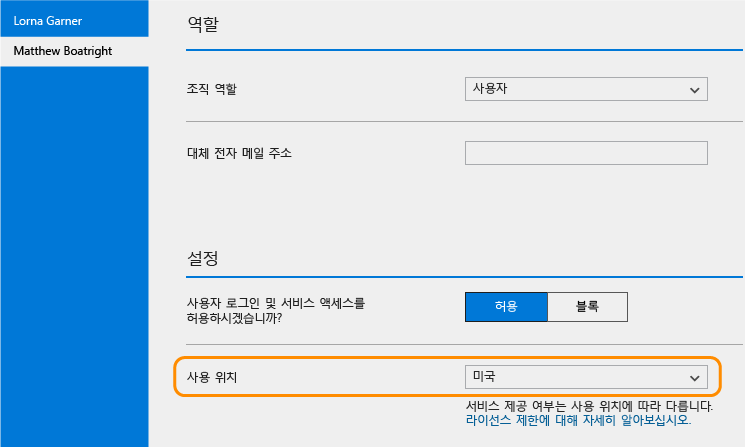 Lorna Garner
Matthew Boatright
역할
조직 역할
사용자
대체 전자 메일 주소
설정
사용자 로그인 및 서비스 액세스를
허용하시겠습니까?
허용
블록
사용 위치
미국
서비스 제공 여부는 사용 위치에 따라 다릅니다.
라이선스 제한에 대해 자세히 알아보십시오.